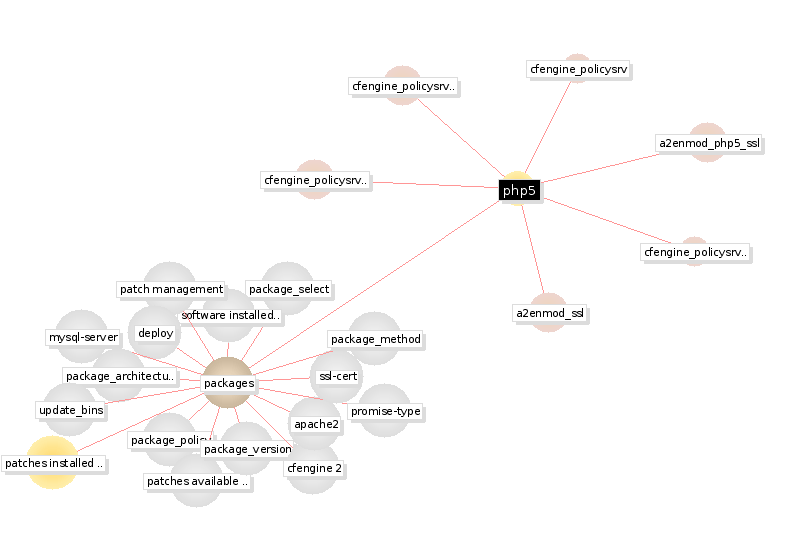 cfengine_policysrv
cfengine_policysrv..
a2enmod_php5_ssl
cfengine_policysrv..
php5
cfengine_policysrv..
patch management
package_select
a2enmod_ssl
software installed..
deploy
mysql-server
package_method
package_architectu..
ssl-cert
packages
update_bins
promise-type
apache2
package_policy
package_version
patches installed ..
cfengine 2
patches available ..